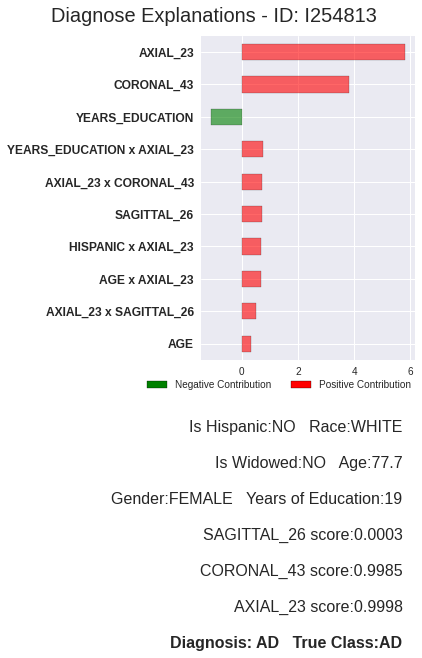 Diagnose Explanations - ID: I254813
AXIAL_23
CORONAL_43
YEARS_EDUCATION
YEARS_EDUCATION x AXIAL_23
AXIAL_23 x CORONAL_43
SAGITTAL_26
HISPANIC x AXIAL_23
AGE x AXIAL_23
AXIAL_23 x SAGITTAL_26
AGE
0 2 4 6
Negative Contribution Positive Contribution
Is Hispanic:NO Race:WHITE
Is Widowed:NO Age:77.7
Gender:FEMALE Years of Education:19
SAGITTAL_26 score:0.0003
CORONAL_43 score:0.9985
AXIAL_23 score:0.9998
Diagnosis: AD True Class:AD